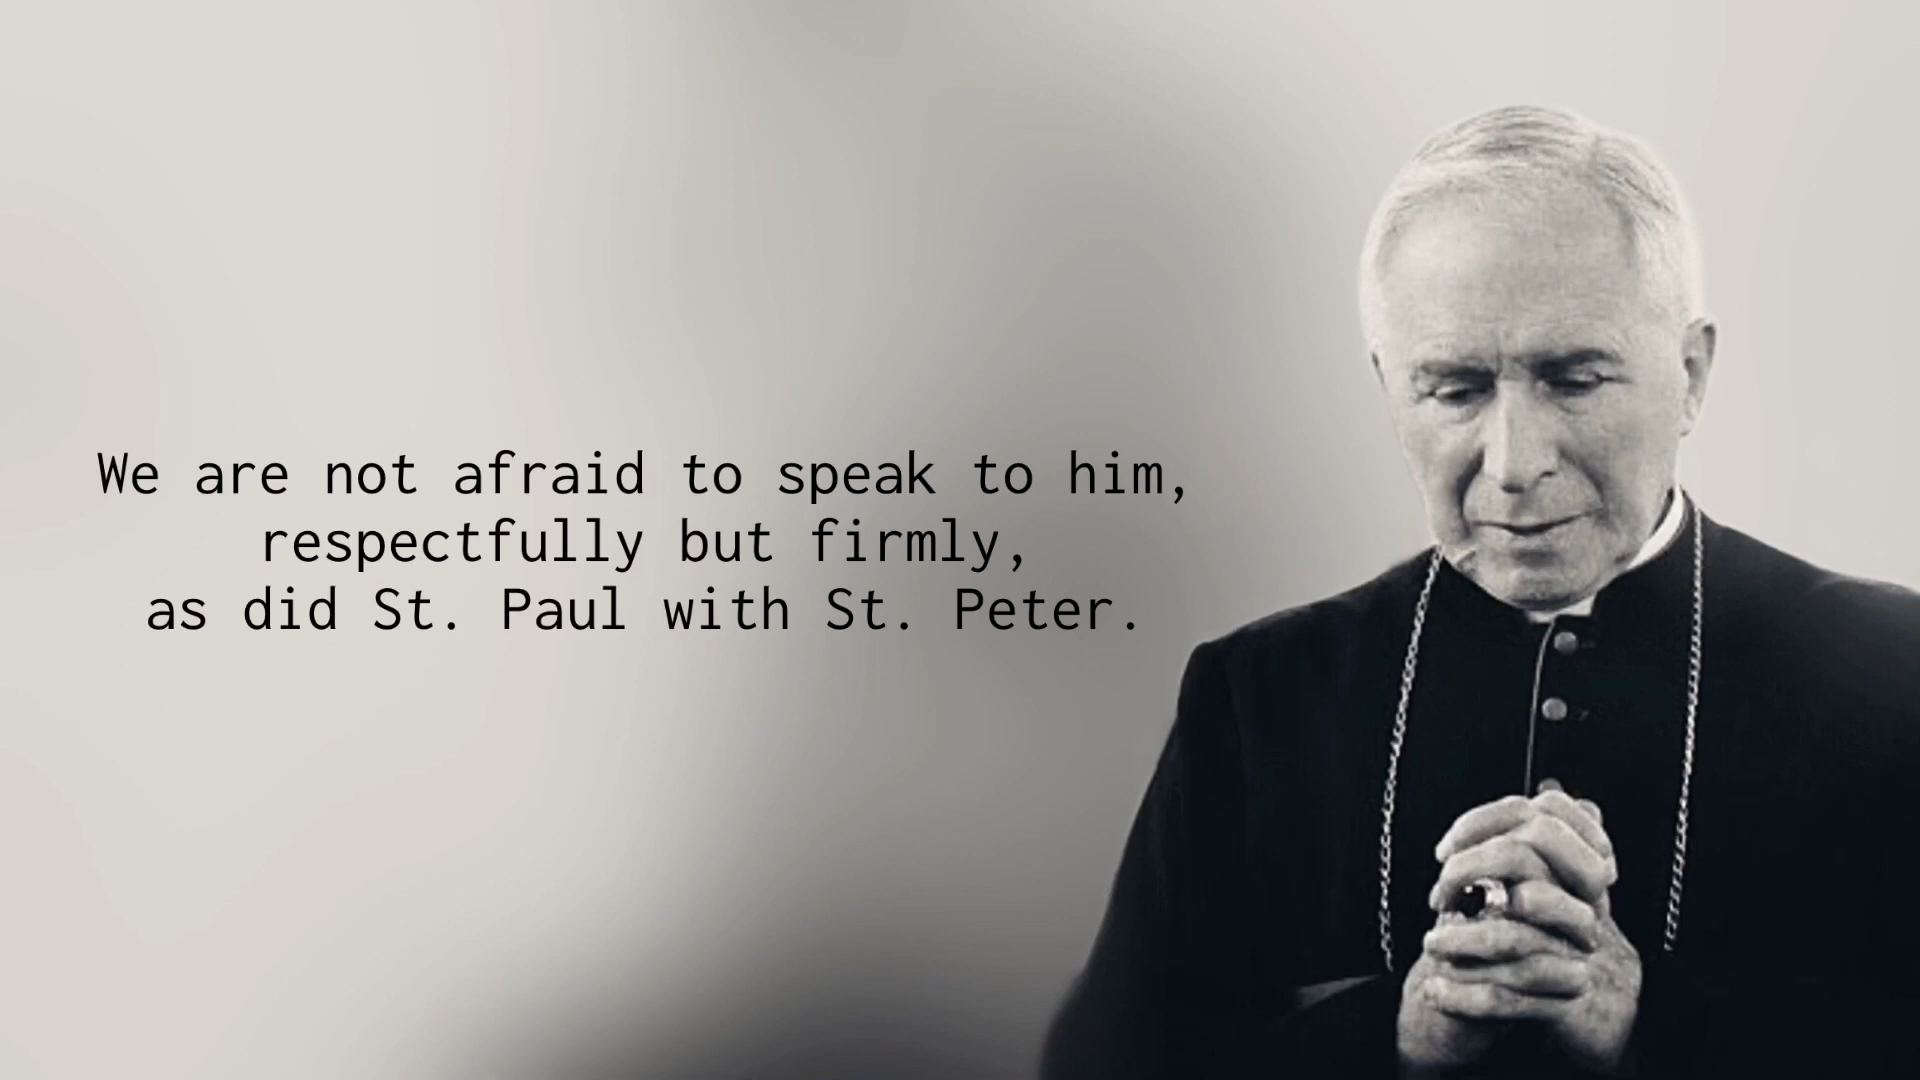 We are not afraid to speak to him,
respectfully but firmly,
as did St. Paul with St. Peter.